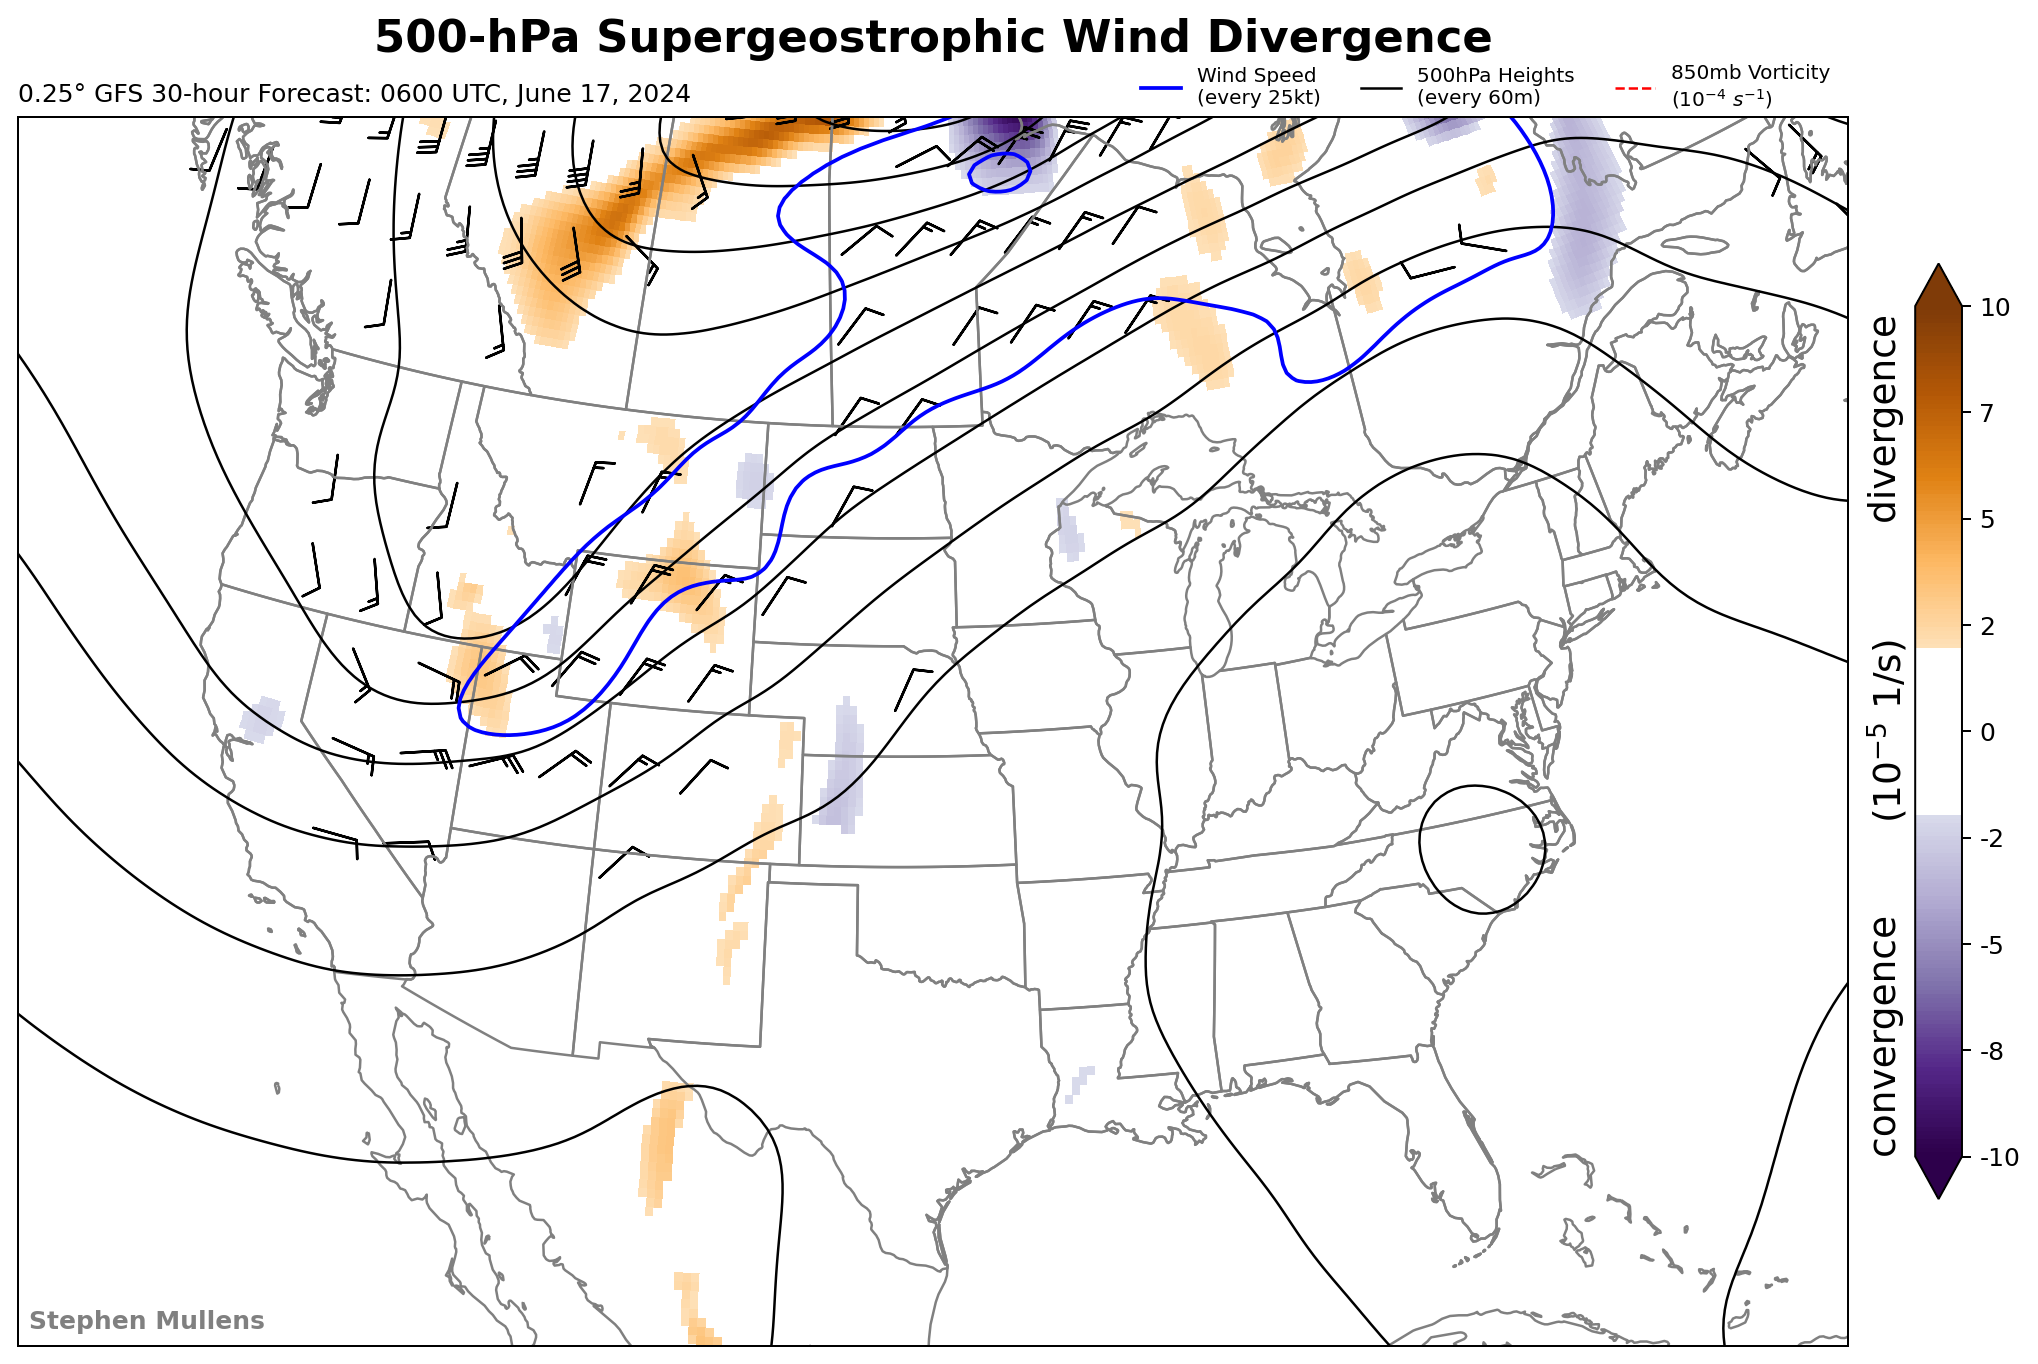 500-hPa Supergeostrophic Wind Divergence
0.25° GFS 30-hour Forecast: 0600 UTC, June 17, 2024
Wind Speed
(every 25kt)
500hPa Heights
(every 60m)
850mb Vorticity
(10⁻⁴ s⁻¹)
10
7
5
2
0
-2
-5
-8
-10
convergence (10⁻⁵ 1/s) divergence
Stephen Mullens